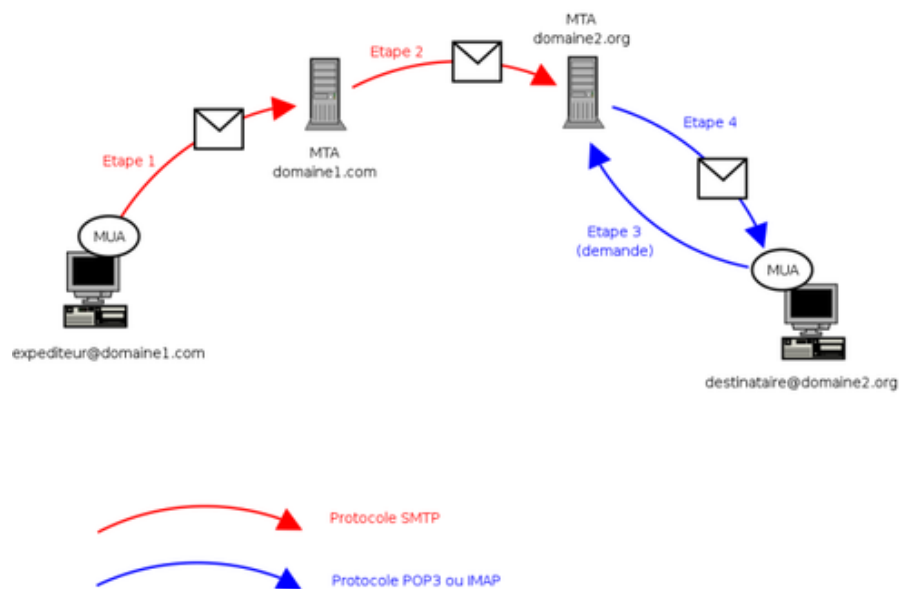 MTA
domaine2.org
Etape 2
Etape 1
MTA
domaine1.com
Etape 4
MUA
Etape 3
(demande)
MUA
expediteur@domaine1.com
destinataire@domaine2.org
Protocole SMTP
Protocole POP3 ou IMAP